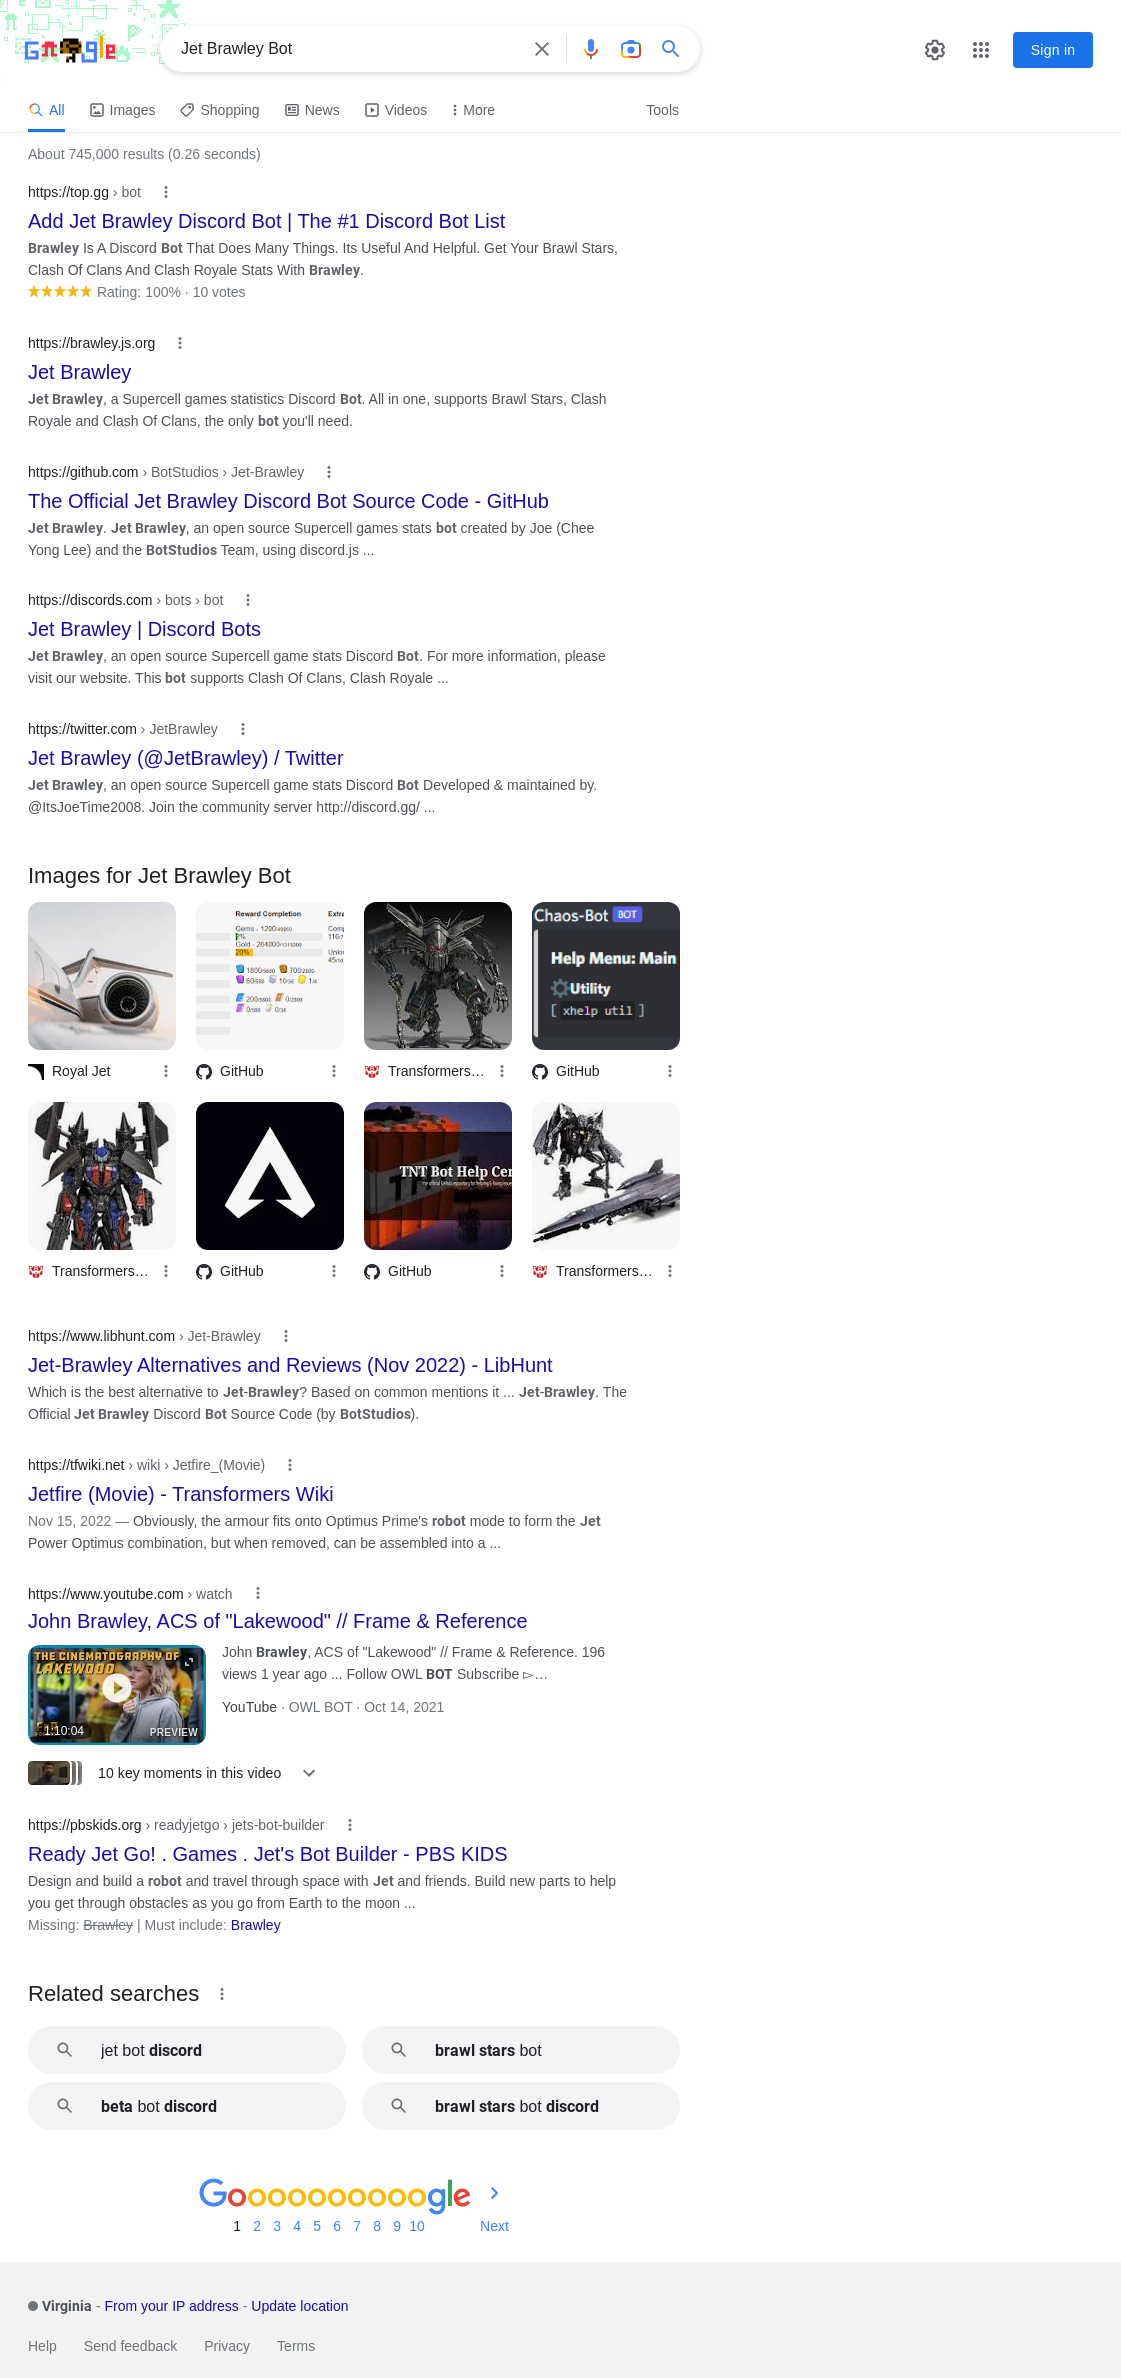 Jet Brawley Bot
Sign in
All
Images
Shopping
News
Videos
More
Tools
About 745,000 results (0.26 seconds)
https://top.gg › bot
Add Jet Brawley Discord Bot | The #1 Discord Bot List
Brawley Is A Discord Bot That Does Many Things. Its Useful And Helpful. Get Your Brawl Stars,
Clash Of Clans And Clash Royale Stats With Brawley.
Rating: 100% · 10 votes
https://brawley.js.org
Jet Brawley
Jet Brawley, a Supercell games statistics Discord Bot. All in one, supports Brawl Stars, Clash
Royale and Clash Of Clans, the only bot you'll need.
https://github.com › BotStudios › Jet-Brawley
The Official Jet Brawley Discord Bot Source Code - GitHub
Jet Brawley. Jet Brawley, an open source Supercell games stats bot created by Joe (Chee
Yong Lee) and the BotStudios Team, using discord.js ...
https://discords.com › bots › bot
Jet Brawley | Discord Bots
Jet Brawley, an open source Supercell game stats Discord Bot. For more information, please
visit our website. This bot supports Clash Of Clans, Clash Royale ...
https://twitter.com › JetBrawley
Jet Brawley (@JetBrawley) / Twitter
Jet Brawley, an open source Supercell game stats Discord Bot Developed & maintained by.
@ItsJoeTime2008. Join the community server http://discord.gg/ ...
Images for Jet Brawley Bot
Reward Completion
Extra
Gems - 1200/
2%
Gold - 264000/1315000
20%
Chaos-Bot BOT
Help Menu: Main
Utility
[ xhelp util ]
Royal Jet
GitHub
Transformers…
GitHub
TNT Bot Help Cen
Transformers…
GitHub
GitHub
Transformers…
https://www.libhunt.com › Jet-Brawley
Jet-Brawley Alternatives and Reviews (Nov 2022) - LibHunt
Which is the best alternative to Jet-Brawley? Based on common mentions it ... Jet-Brawley. The
Official Jet Brawley Discord Bot Source Code (by BotStudios).
https://tfwiki.net › wiki › Jetfire_(Movie)
Jetfire (Movie) - Transformers Wiki
Nov 15, 2022 — Obviously, the armour fits onto Optimus Prime's robot mode to form the Jet
Power Optimus combination, but when removed, can be assembled into a ...
https://www.youtube.com › watch
John Brawley, ACS of "Lakewood" // Frame & Reference
THE CINEMATOGRAPHY OF
LAKEWOOD
1:10:04
PREVIEW
John Brawley, ACS of "Lakewood" // Frame & Reference. 196
views 1 year ago ... Follow OWL BOT Subscribe ▻…
YouTube · OWL BOT · Oct 14, 2021
10 key moments in this video
https://pbskids.org › readyjetgo › jets-bot-builder
Ready Jet Go! . Games . Jet's Bot Builder - PBS KIDS
Design and build a robot and travel through space with Jet and friends. Build new parts to help
you get through obstacles as you go from Earth to the moon ...
Missing: Brawley | Must include: Brawley
Related searches
jet bot discord
brawl stars bot
beta bot discord
brawl stars bot discord
Goooooooooogle
1 2 3 4 5 6 7 8 9 10 Next
Virginia - From your IP address - Update location
Help Send feedback Privacy Terms